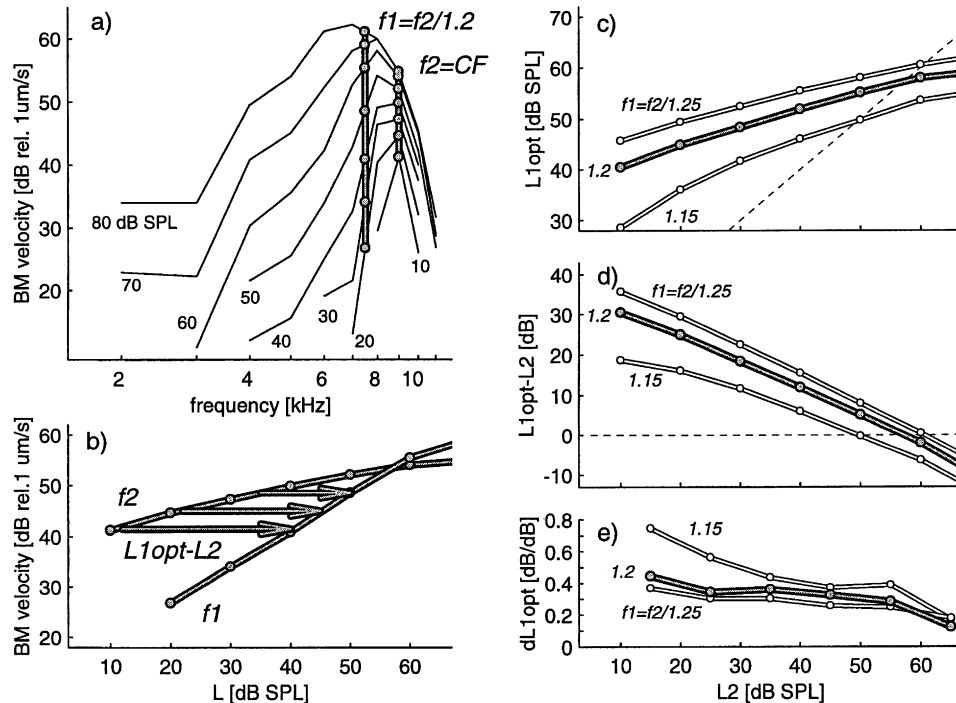 a)
f1=f2/1.2
f2=CF
BM velocity [dB rel. 1um/s]
60
50
40
30
20
80 dB SPL
70
60
50
40
30
20
10
2
4
6
8
10
frequency [kHz]
b)
BM velocity [dB rel.1 um/s]
60
50
40
30
20
f2
L1opt-L2
f1
10
20
30
40
50
60
L [dB SPL]
c)
L1opt [dB SPL]
60
50
40
30
f1=f2/1.25
1.2
1.15
d)
L1opt-L2 [dB]
40
30
20
10
0
-10
f1=f2/1.25
1.2
1.15
e)
dL1opt [dB/dB]
0.8
0.6
0.4
0.2
0
1.15
1.2
f1=f2/1.25
10
20
30
40
50
60
L2 [dB SPL]